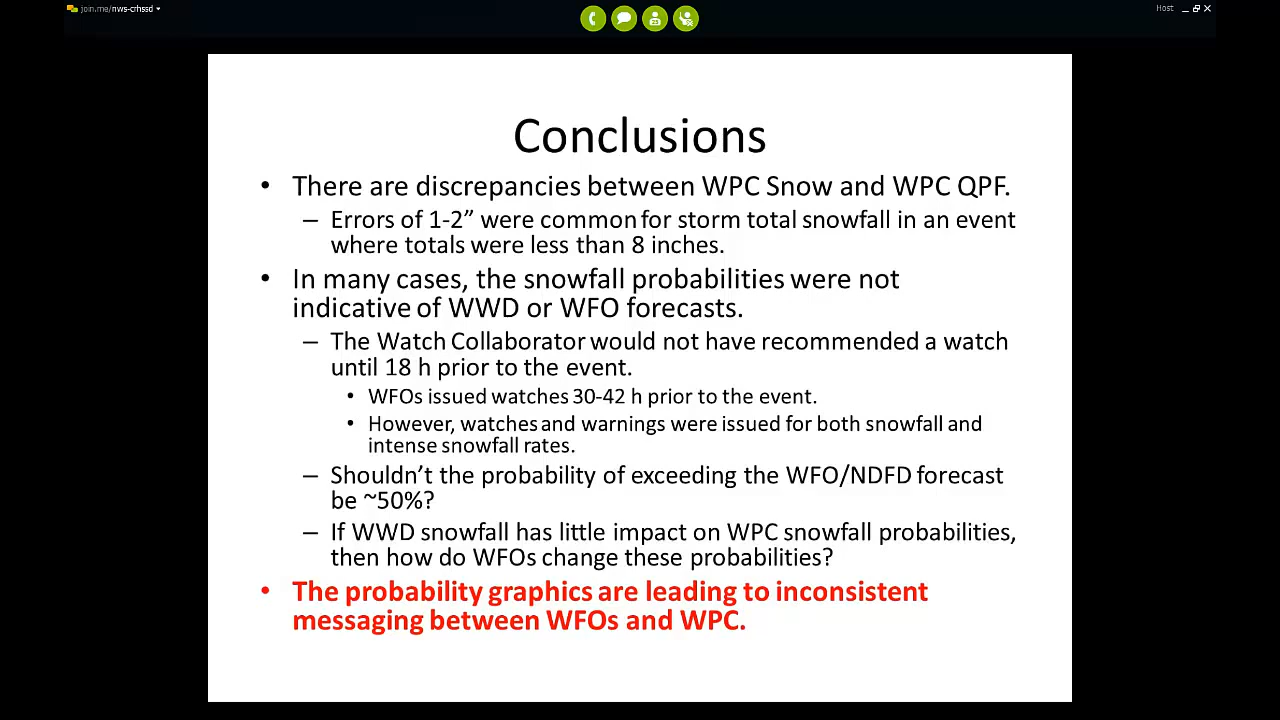 join.me/nws-crhssd
Host
Conclusions
• There are discrepancies between WPC Snow and WPC QPF.
– Errors of 1-2” were common for storm total snowfall in an event
where totals were less than 8 inches.
• In many cases, the snowfall probabilities were not
indicative of WWD or WFO forecasts.
– The Watch Collaborator would not have recommended a watch
until 18 h prior to the event.
• WFOs issued watches 30-42 h prior to the event.
• However, watches and warnings were issued for both snowfall and
intense snowfall rates.
– Shouldn’t the probability of exceeding the WFO/NDFD forecast
be ~50%?
– If WWD snowfall has little impact on WPC snowfall probabilities,
then how do WFOs change these probabilities?
• The probability graphics are leading to inconsistent
messaging between WFOs and WPC.